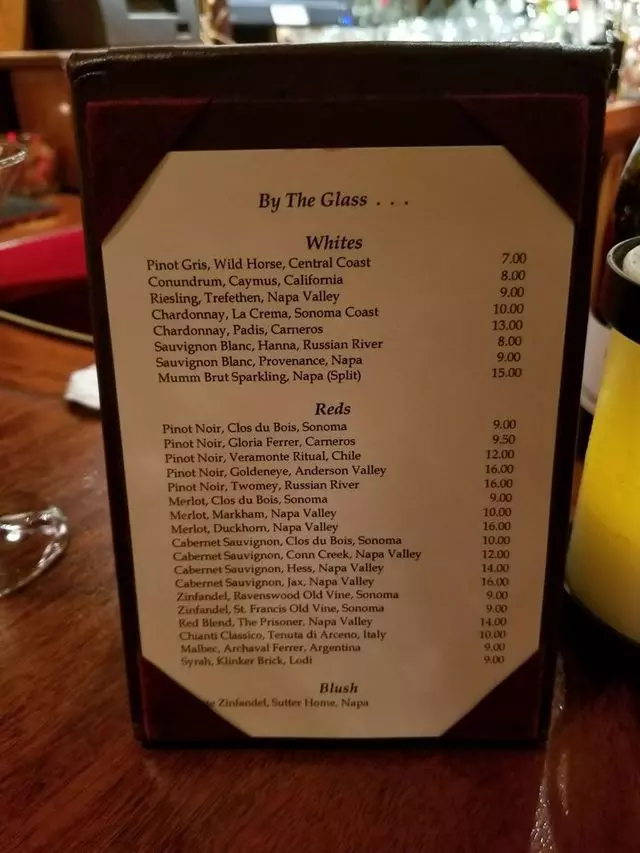 By The Glass . . .
Whites
Pinot Gris, Wild Horse, Central Coast 7.00
Conundrum, Caymus, California 8.00
Riesling, Trefethen, Napa Valley 9.00
Chardonnay, La Crema, Sonoma Coast 10.00
Chardonnay, Padis, Carneros 13.00
Sauvignon Blanc, Hanna, Russian River 8.00
Sauvignon Blanc, Provenance, Napa 9.00
Mumm Brut Sparkling, Napa (Split) 15.00
Reds
Pinot Noir, Clos du Bois, Sonoma 9.00
Pinot Noir, Gloria Ferrer, Carneros 9.50
Pinot Noir, Veramonte Ritual, Chile 12.00
Pinot Noir, Goldeneye, Anderson Valley 16.00
Pinot Noir, Twomey, Russian River 16.00
Merlot, Clos du Bois, Sonoma 9.00
Merlot, Markham, Napa Valley 10.00
Merlot, Duckhorn, Napa Valley 16.00
Cabernet Sauvignon, Clos du Bois, Sonoma 10.00
Cabernet Sauvignon, Conn Creek, Napa Valley 12.00
Cabernet Sauvignon, Hess, Napa Valley 14.00
Cabernet Sauvignon, Jax, Napa Valley 16.00
Zinfandel, Ravenswood Old Vine, Sonoma 9.00
Zinfandel, St. Francis Old Vine, Sonoma 9.00
Red Blend, The Prisoner, Napa Valley 14.00
Chianti Classico, Tenuta di Arceno, Italy 10.00
Malbec, Archaval Ferrer, Argentina 9.00
Syrah, Klinker Brick, Lodi 9.00
Blush
Zinfandel, Sutter Home, Napa